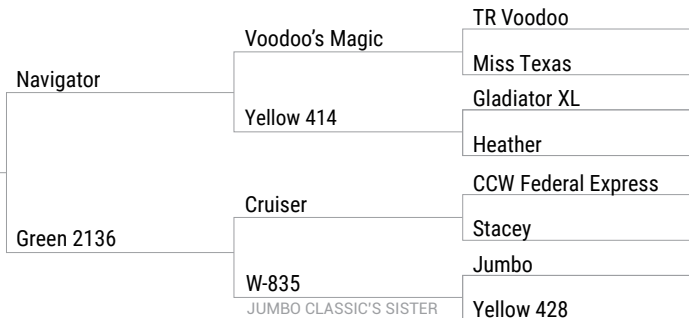 TR Voodoo
Voodoo's Magic
Miss Texas
Navigator
Gladiator XL
Yellow 414
Heather
CCW Federal Express
Cruiser
Stacey
Green 2136
Jumbo
W-835
JUMBO CLASSIC'S SISTER
Yellow 428